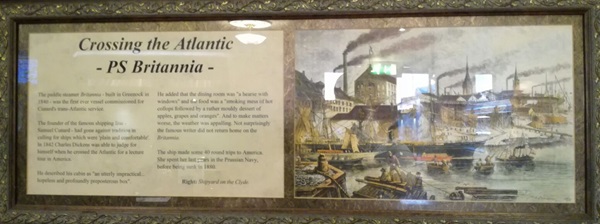 Crossing the Atlantic
- PS Britannia -
The paddle steamer Britannia - built in Greenock in
1840 - was the first ever vessel commissioned for
Cunard's trans-Atlantic service.
The founder of the famous shipping line
Samuel Cunard - had gone against tradition in
calling for ships which were 'plain and comfortable'.
In 1842 Charles Dickens was able to judge for
himself when he crossed the Atlantic for a lecture
tour in America.
He described his cabin as "an utterly impractical,
hopeless and profoundly preposterous box".
He added that the dining room was "a hearse with
windows" and the food was a "smoking mess of hot
collops followed by a rather mouldy dessert of
apples, grapes and oranges". And to make matters
worse, the weather was appalling. Not surprisingly
the famous writer did not return home on the
Britannia.
The ship made some 40 round trips to America.
She spent her last years in the Prussian Navy,
before being sunk in 1880.
Right: Shipyard on the Clyde.